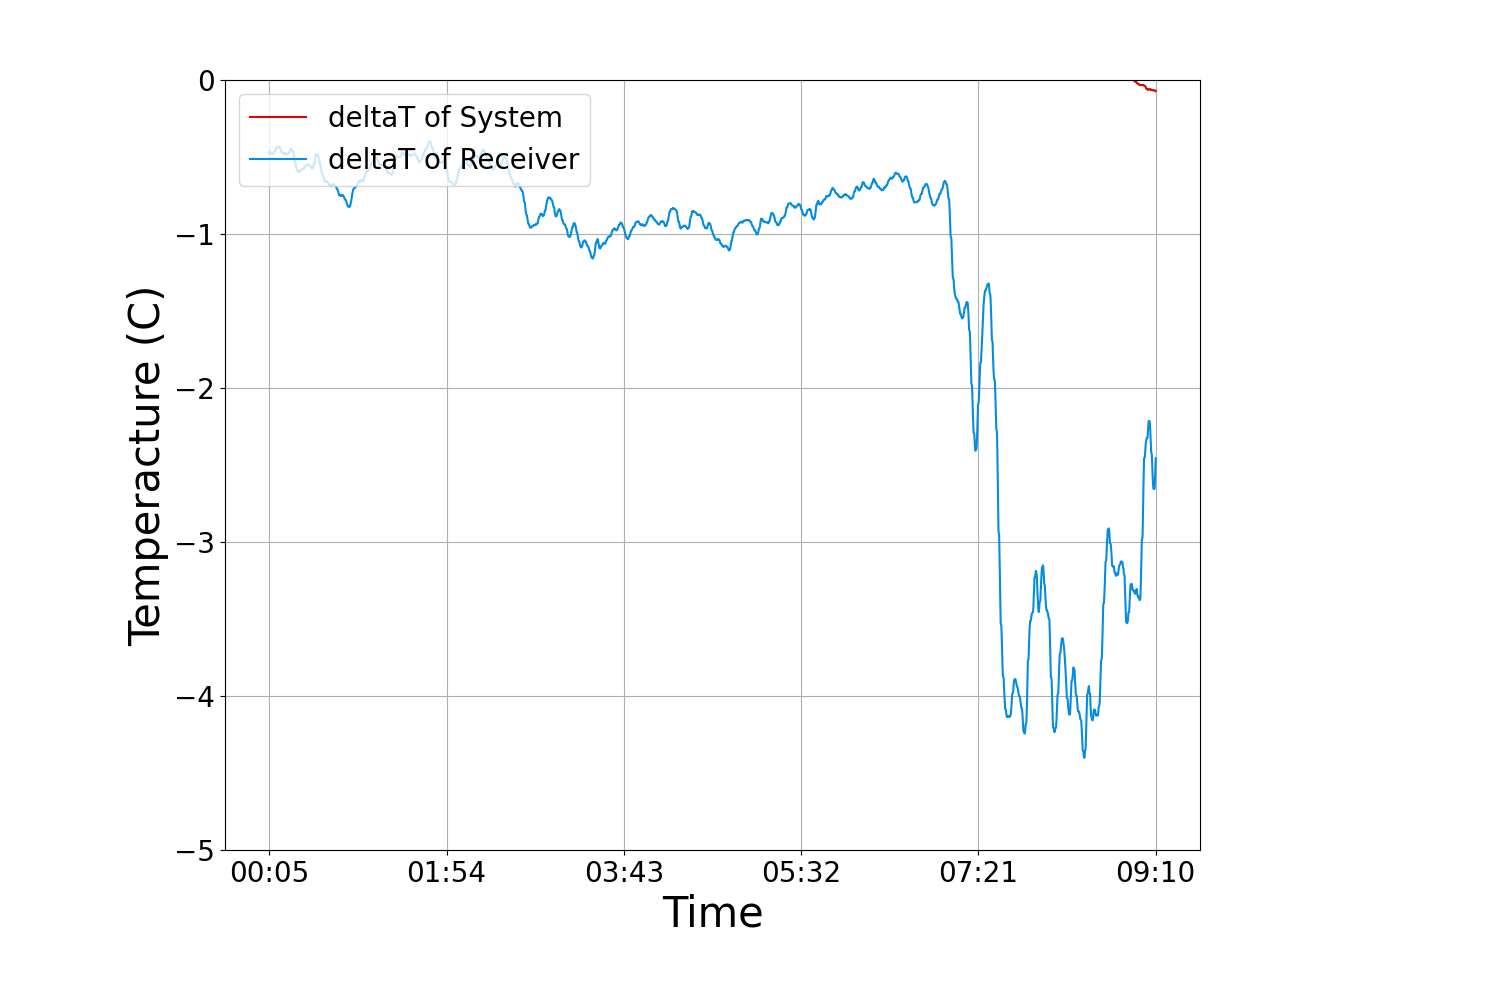 0
deltaT of System
deltaT of Receiver
−1
−2
−3
−4
−5
Temperacture (C)
00:05 01:54 03:43 05:32 07:21 09:10
Time